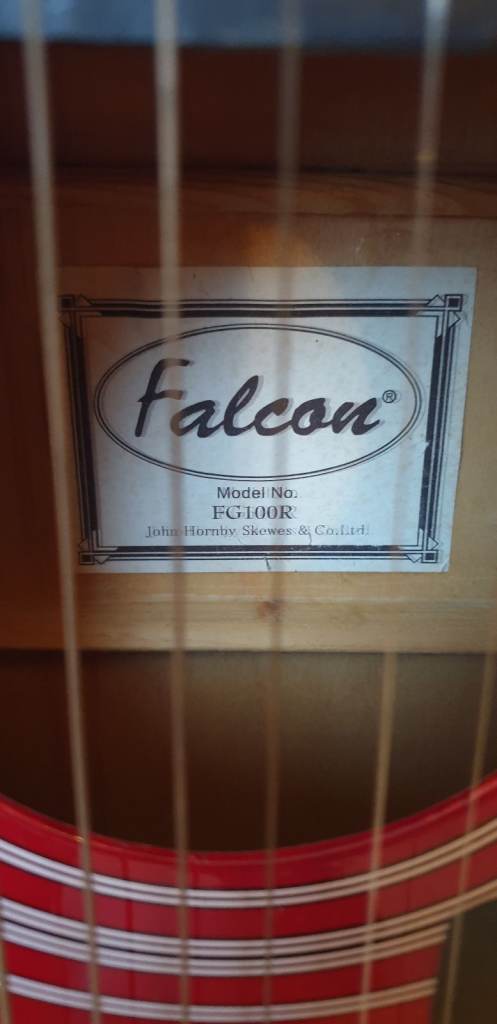 Falcon®
Model No.
FG100R
John Hornby Skewes & Co. Ltd.